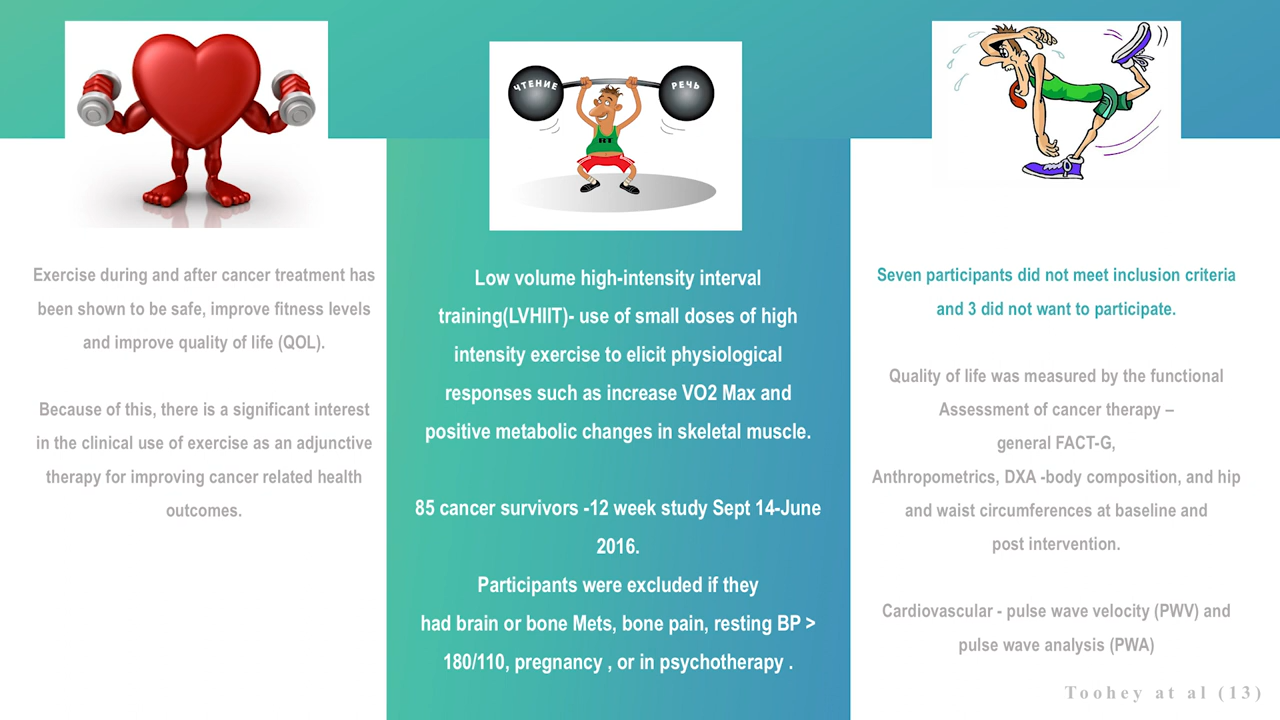 Exercise during and after cancer treatment has
been shown to be safe, improve fitness levels
and improve quality of life (QOL).
Because of this, there is a significant interest
in the clinical use of exercise as an adjunctive
therapy for improving cancer related health
outcomes.
ЧТЕНИЕ
РЕЧЬ
Low volume high-intensity interval
training(LVHIIT)- use of small doses of high
intensity exercise to elicit physiological
responses such as increase VO2 Max and
positive metabolic changes in skeletal muscle.
85 cancer survivors -12 week study Sept 14-June
2016.
Participants were excluded if they
had brain or bone Mets, bone pain, resting BP >
180/110, pregnancy , or in psychotherapy .
Seven participants did not meet inclusion criteria
and 3 did not want to participate.
Quality of life was measured by the functional
Assessment of cancer therapy –
general FACT-G,
Anthropometrics, DXA -body composition, and hip
and waist circumferences at baseline and
post intervention.
Cardiovascular - pulse wave velocity (PWV) and
pulse wave analysis (PWA)
Toohey at al (13)